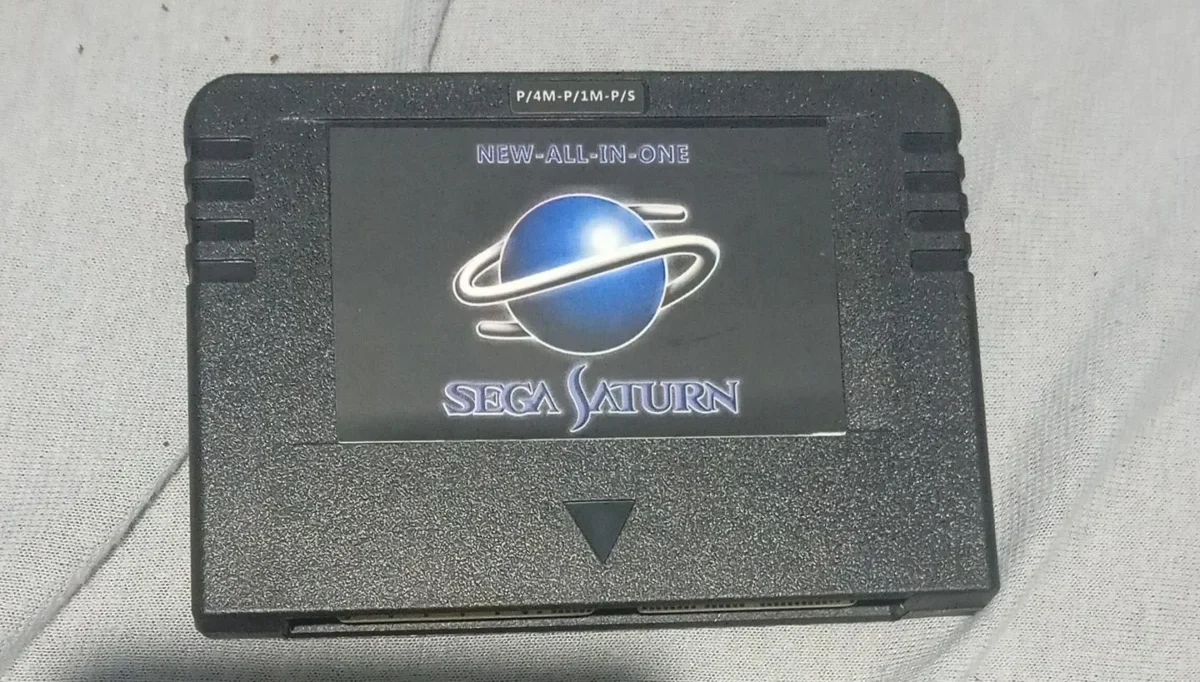 P/4M-P/1M-P/S
NEW-ALL-IN-ONE
SEGA SATURN